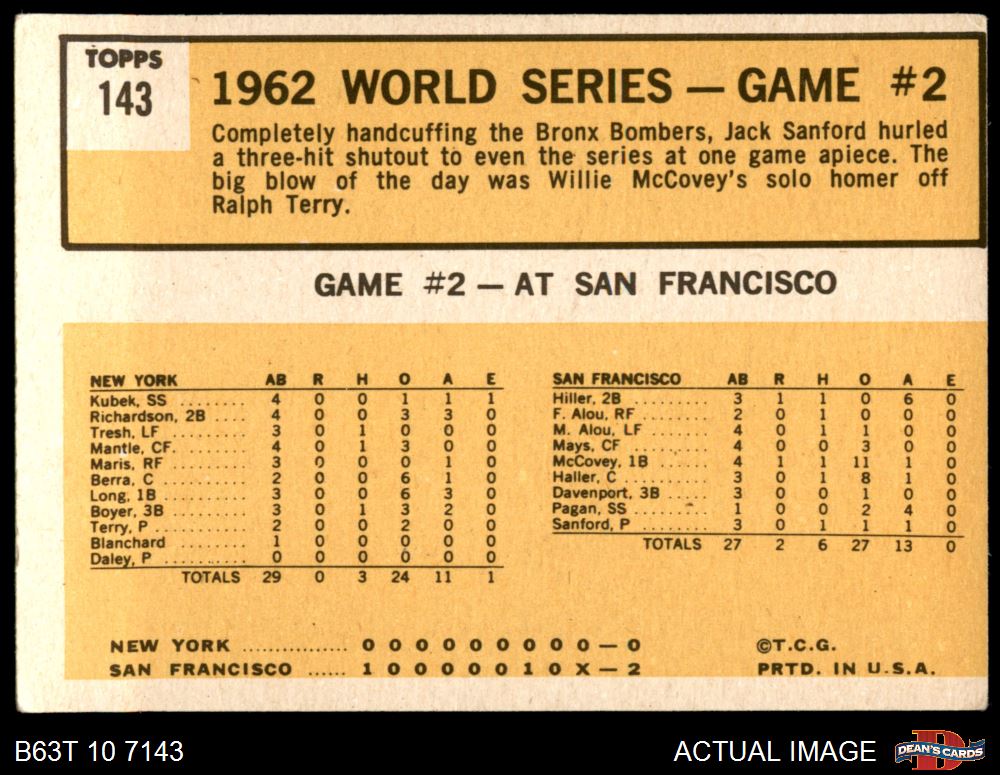 TOPPS
143
1962 WORLD SERIES — GAME #2
Completely handcuffing the Bronx Bombers, Jack Sanford hurled
a three-hit shutout to even the series at one game apiece. The
big blow of the day was Willie McCovey's solo homer off
Ralph Terry.
GAME #2 — AT SAN FRANCISCO
NEW YORK AB R H O A E
Kubek, SS ........ 4 0 0 1 1 1
Richardson, 2B ..... 4 0 0 3 3 0
Tresh, LF ......... 3 0 1 0 0 0
Mantle, CF. ........ 4 0 1 3 0 0
Maris, RF ......... 3 0 0 0 1 0
Berra, C .......... 2 0 0 6 1 0
Long, 1B .......... 3 0 0 6 3 0
Boyer, 3B ......... 3 0 1 3 2 0
Terry, P .......... 2 0 0 2 0 0
Blanchard ........ 1 0 0 0 0 0
Daley, P .......... 0 0 0 0 0 0
TOTALS 29 0 3 24 11 1
SAN FRANCISCO AB R H O A E
Hiller, 2B .......... 3 1 1 0 6 0
F. Alou, RF ........ 2 0 1 0 0 0
M. Alou, LF ....... 4 0 1 1 0 0
Mays, CF ......... 4 0 0 3 0 0
McCovey, 1B ...... 4 1 1 11 1 0
Haller, C .......... 3 0 1 8 1 0
Davenport, 3B ..... 3 0 0 1 0 0
Pagan, SS ......... 1 0 0 2 4 0
Sanford, P ........ 3 0 1 1 1 0
TOTALS 27 2 6 27 13 0
NEW YORK ................ 0 0 0 0 0 0 0 0 0 — 0
SAN FRANCISCO ...... 1 0 0 0 0 0 1 0 X — 2
©T.C.G.
PRTD. IN U.S.A.
B63T 10 7143
ACTUAL IMAGE
D
DEAN'S CARDS